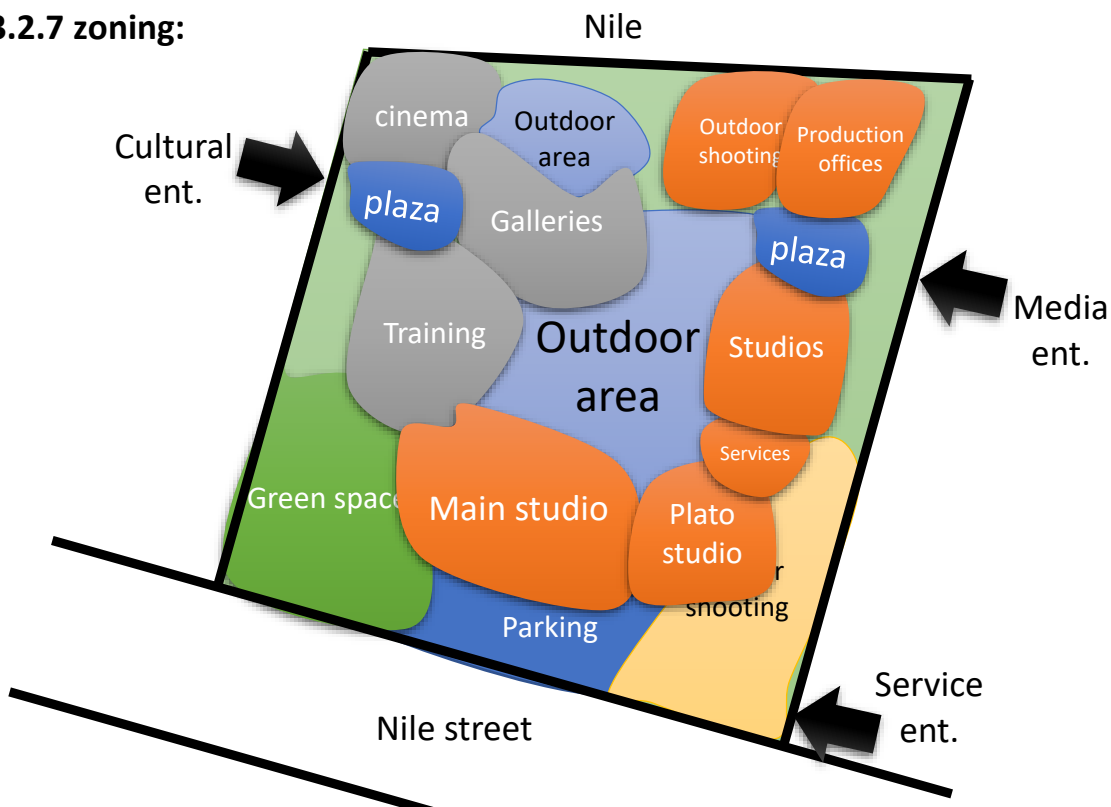 3.2.7 zoning:
Nile
cinema
Outdoor
area
Outdoor
shooting
Production
offices
Cultural
ent.
plaza
Galleries
plaza
Media
ent.
Training
Outdoor
area
Studios
Services
Green space
Main studio
Plato
studio
r
shooting
Parking
Service
ent.
Nile street